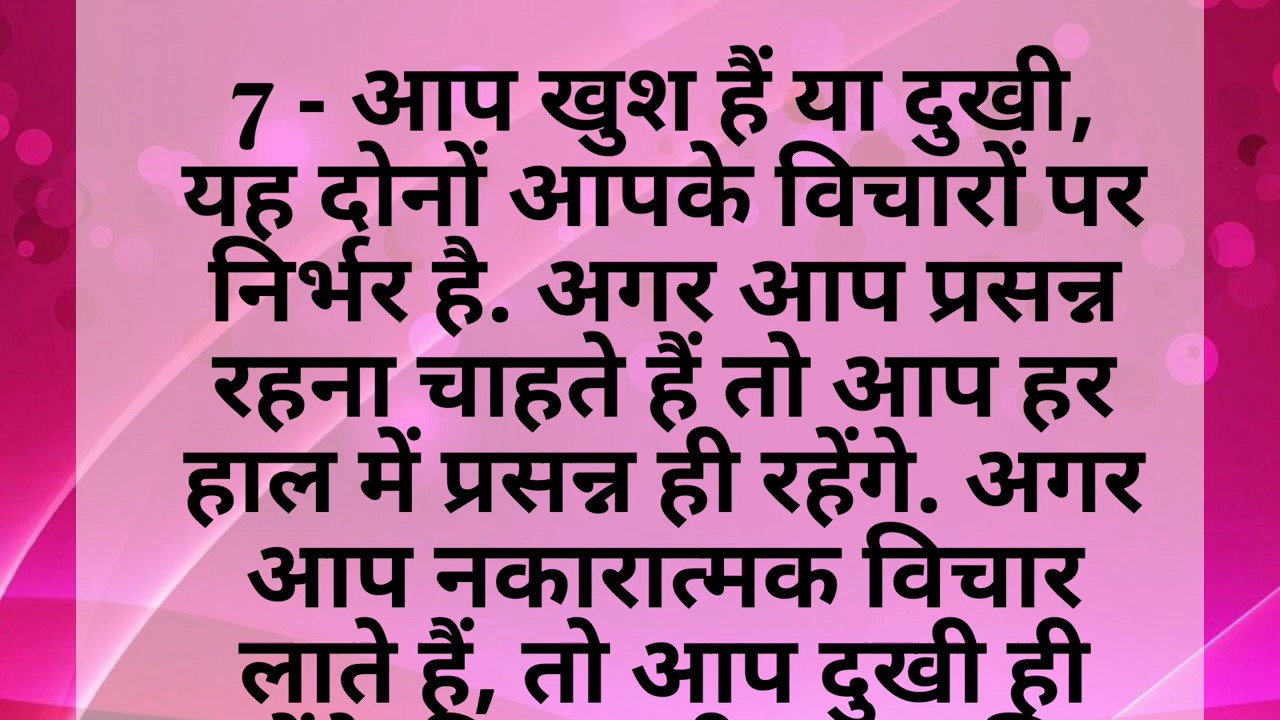 7 - आप खुश हैं या दुखी,
यह दोनों आपके विचारों पर
निर्भर है. अगर आप प्रसन्न
रहना चाहते हैं तो आप हर
हाल में प्रसन्न ही रहेंगे. अगर
आप नकारात्मक विचार
लाते हैं, तो आप दुखी ही